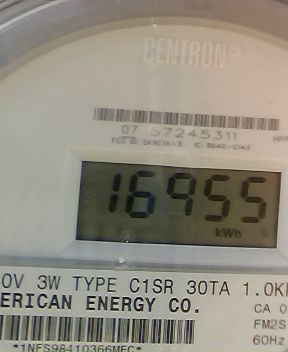 CENTRON®
07 57245311
16955
kWh
0V 3W TYPE C1SR 30TA 1.0K
ERICAN ENERGY CO.
CA 0
FM2S
60Hz
*1NFS98410366MEC*